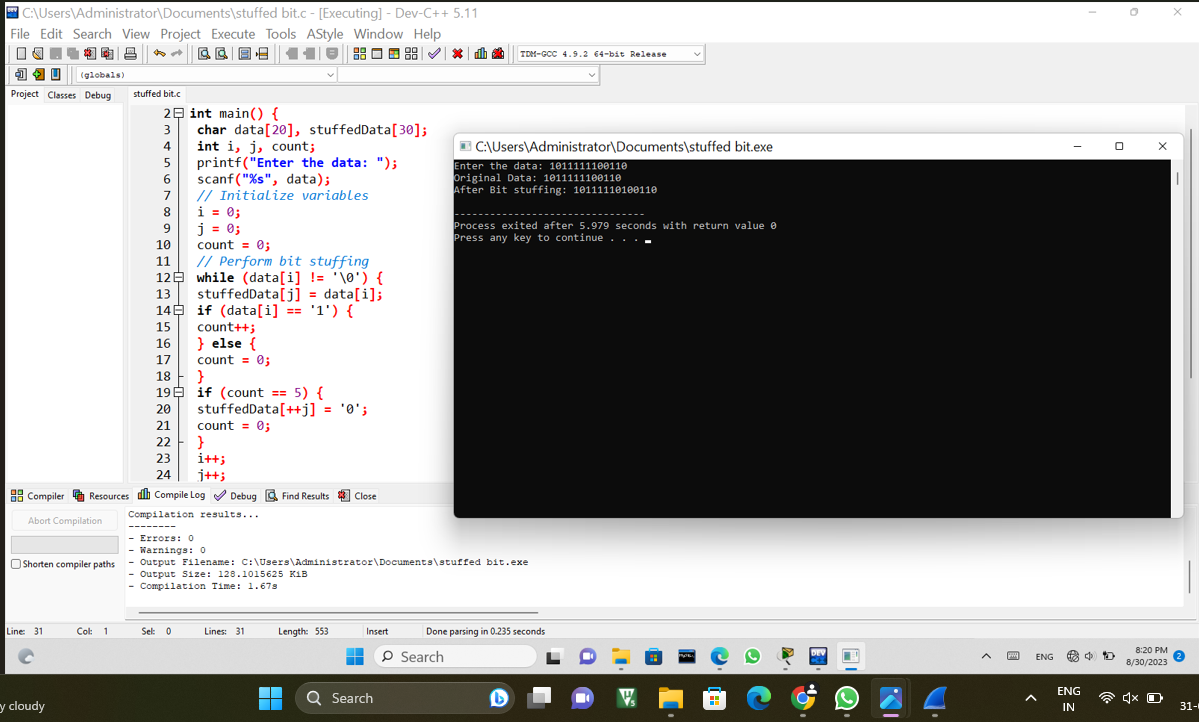 C:\Users\Administrator\Documents\stuffed bit.c - [Executing] - Dev-C++ 5.11
File Edit Search View Project Execute Tools AStyle Window Help
TDM-GCC 4.9.2 64-bit Release
(globals)
Project Classes Debug
stuffed bit.c
2 int main() {
3 char data[20], stuffedData[30];
4 int i, j, count;
5 printf("Enter the data: ");
6 scanf("%s", data);
7 // Initialize variables
8 i = 0;
9 j = 0;
10 count = 0;
11 // Perform bit stuffing
12 while (data[i] != '\0') {
13 stuffedData[j] = data[i];
14 if (data[i] == '1') {
15 count++;
16 } else {
17 count = 0;
18 }
19 if (count == 5) {
20 stuffedData[++j] = '0';
21 count = 0;
22 }
23 i++;
24 j++;
C:\Users\Administrator\Documents\stuffed bit.exe
Enter the data: 1011111100110
Original Data: 1011111100110
After Bit stuffing: 10111110100110
--------------------------------
Process exited after 5.979 seconds with return value 0
Press any key to continue . . .
Compiler Resources Compile Log Debug Find Results Close
Abort Compilation
Shorten compiler paths
Compilation results...
--------
- Errors: 0
- Warnings: 0
- Output Filename: C:\Users\Administrator\Documents\stuffed bit.exe
- Output Size: 128.1015625 KiB
- Compilation Time: 1.67s
Line: 31 Col: 1 Sel: 0 Lines: 31 Length: 553 Insert Done parsing in 0.235 seconds
Search
ENG
8:20 PM
8/30/2023
2
y cloudy
Search
ENG
IN
31-